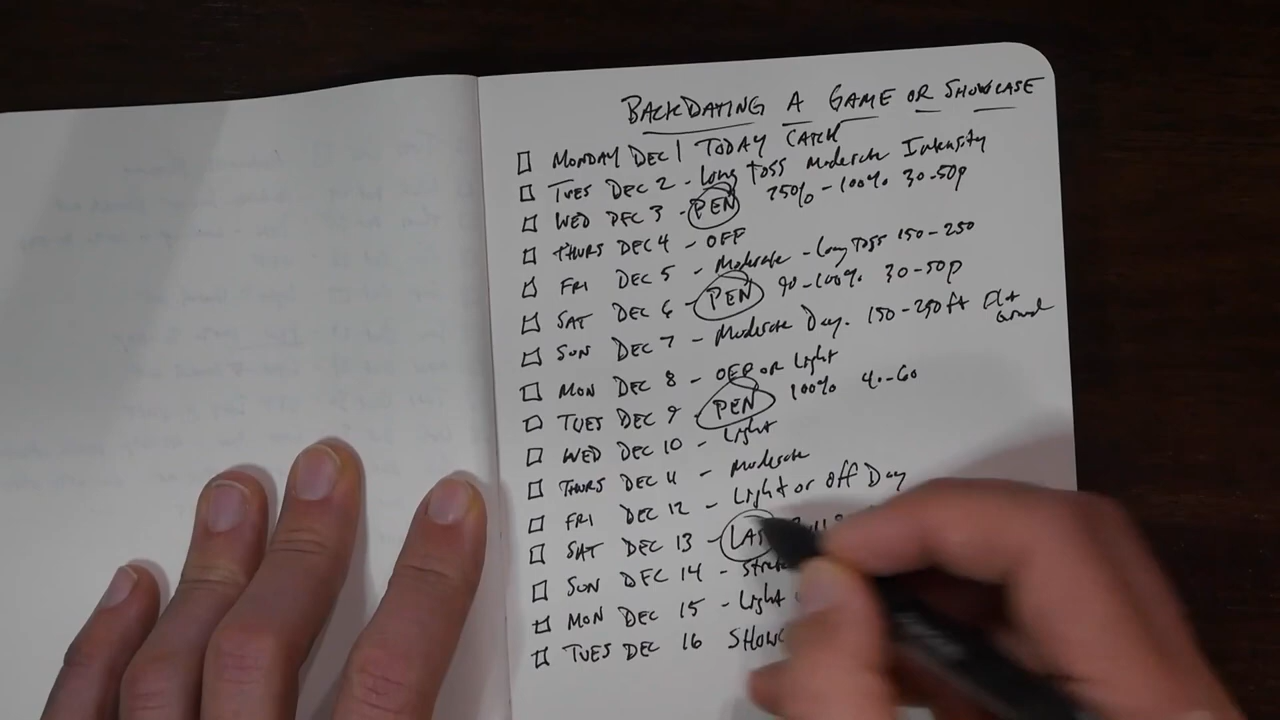 BACKDATING A GAME OR SHOWCASE
MONDAY DEC 1 TODAY CATCH
TUES DEC 2 - Long Toss Moderate Intensity
WED DEC 3 - PEN 75% - 100% 30-50p
THURS DEC 4 - OFF
FRI DEC 5 - Moderate - Long Toss 150-250
SAT DEC 6 - PEN 90-100% 30-50p
SUN DEC 7 - Moderate Day. 150-250ft Flat Ground
MON DEC 8 - OFF OR Light
TUES DEC 9 - PEN 100% 40-60
WED DEC 10 - Light
THURS DEC 11 - Moderate
FRI DEC 12 - Light or Off Day
SAT DEC 13 -
SUN DEC 14 -
MON DEC 15 - Light
TUES DEC 16